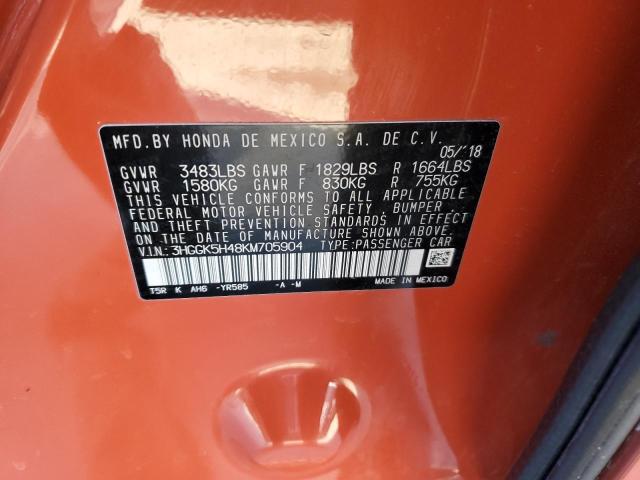 MFD. BY HONDA DE MEXICO S.A. DE C.V.
05/'18
GVWR 3483LBS GAWR F 1829LBS R 1664LBS
GVWR 1580KG GAWR F 830KG R 755KG
THIS VEHICLE CONFORMS TO ALL APPLICABLE
FEDERAL MOTOR VEHICLE SAFETY, BUMPER
AND THEFT PREVENTION STANDARDS IN EFFECT
ON THE DATE OF MANUFACTURE SHOWN ABOVE.
V.I.N: 3HGGK5H48KM705904 TYPE: PASSENGER CAR
T5R K AH6 -YR585 -A -M MADE IN MEXICO